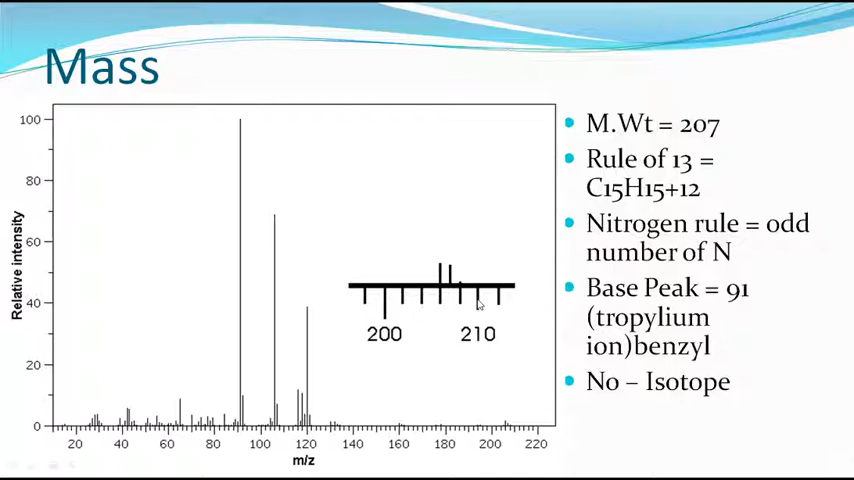 Mass
M.Wt = 207
Rule of 13 =
C15H15+12
Nitrogen rule = odd
number of N
Base Peak = 91
(tropylium
ion)benzyl
No – Isotope
Relative intensity
100
80
60
40
20
0
20 40 60 80 100 120 140 160 180 200 220
m/z
200 210